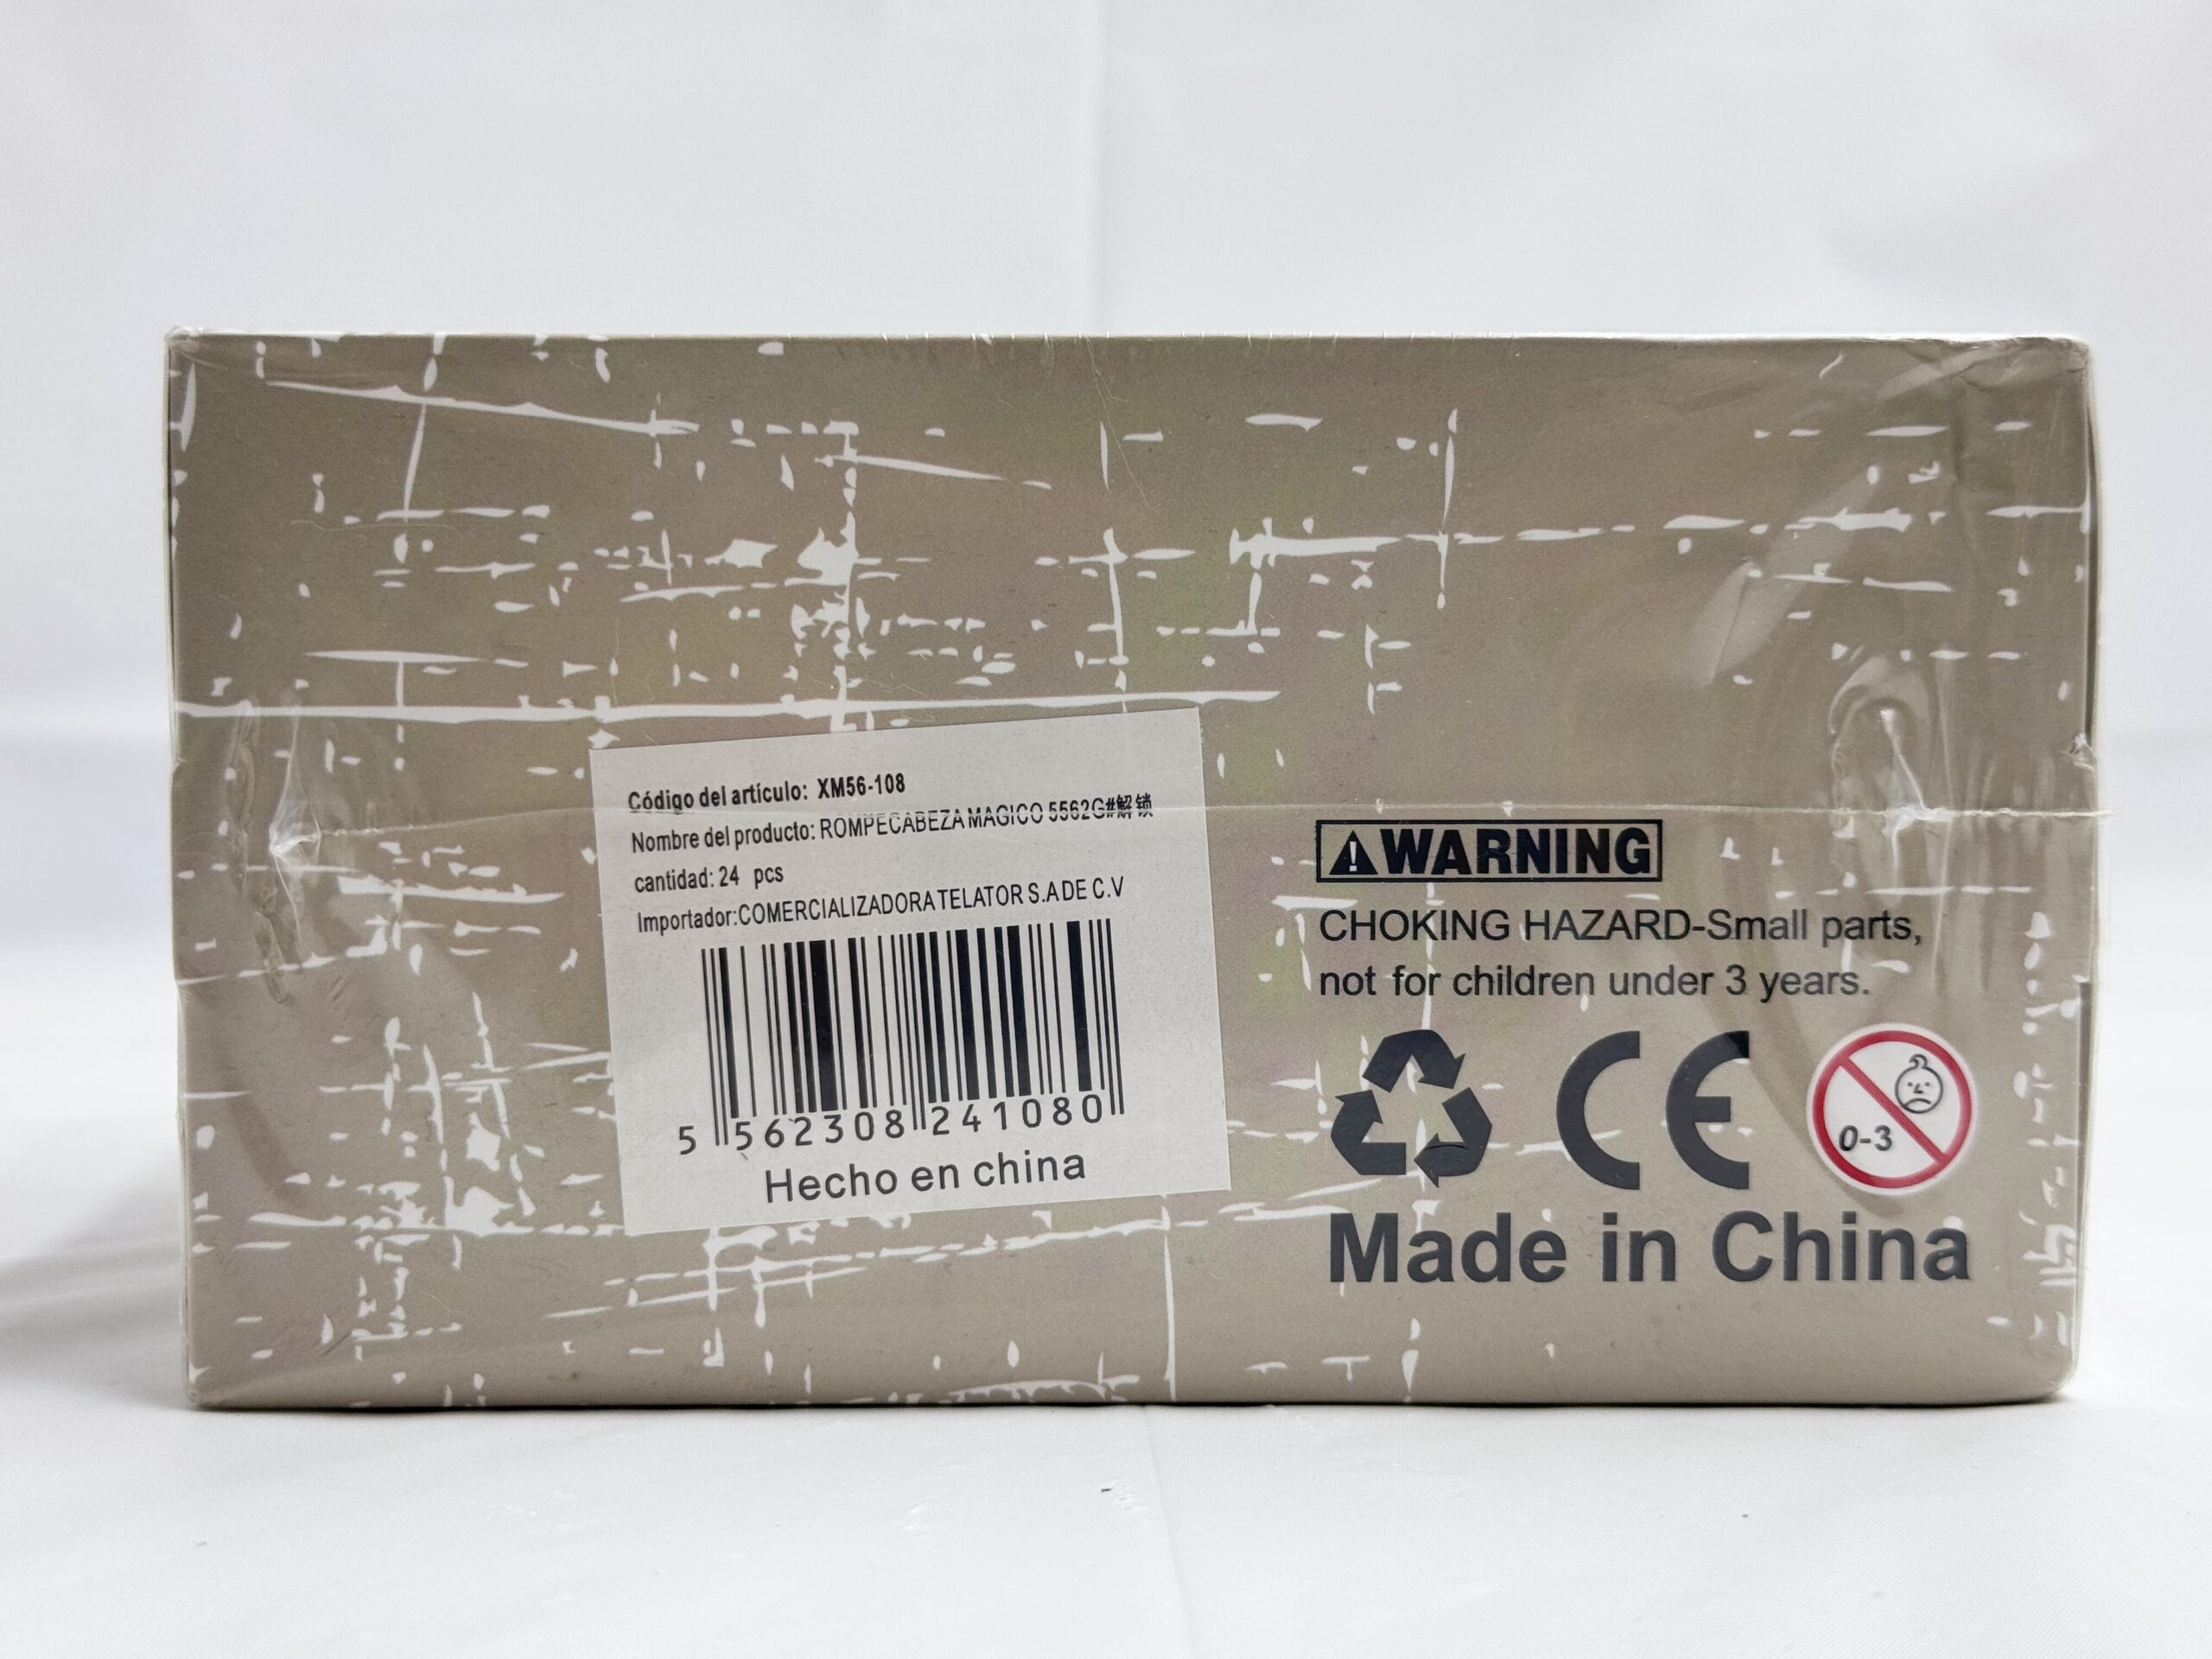 Código del artículo: XM56-108
Nombre del producto: ROMPECABEZA MAGICO 5562G#解锁
cantidad: 24 pcs
Importador:COMERCIALIZADORA TELATOR S.A DE C.V
5 562308 241080
Hecho en china
WARNING
CHOKING HAZARD-Small parts,
not for children under 3 years.
CE
0-3
Made in China